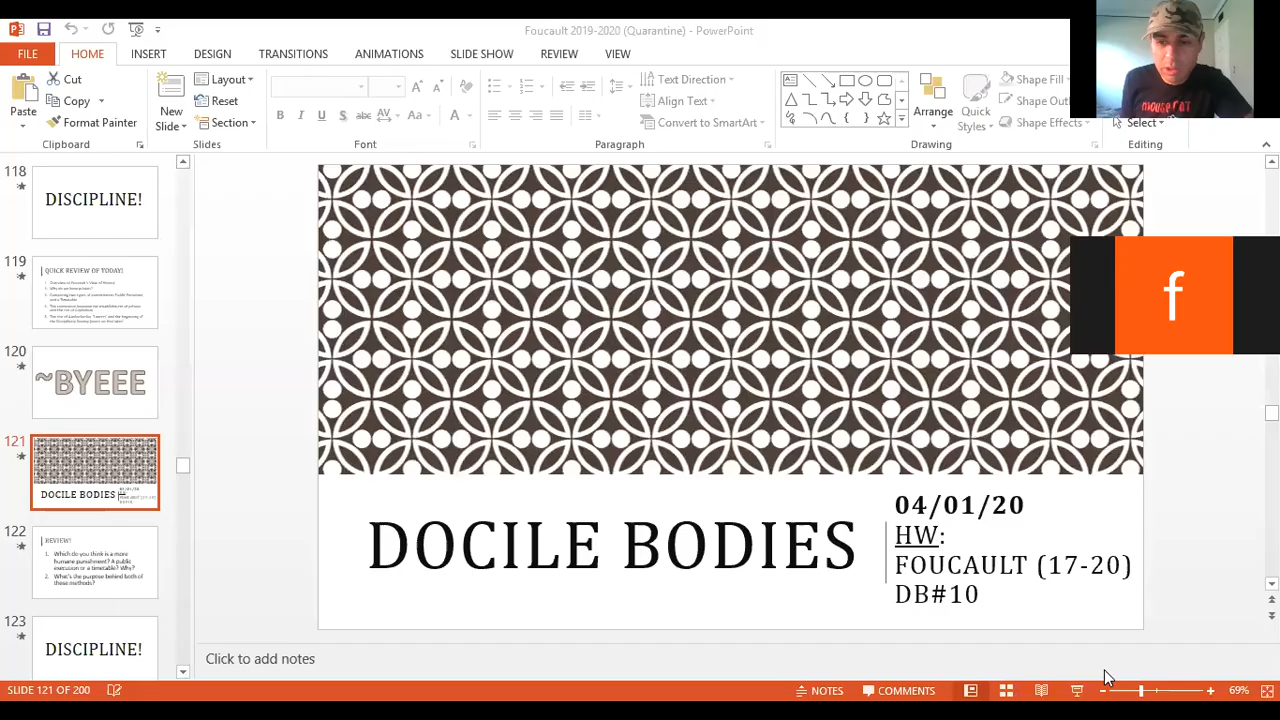 Foucault 2019-2020 (Quarantine) - PowerPoint
FILE HOME INSERT DESIGN TRANSITIONS ANIMATIONS SLIDE SHOW REVIEW VIEW
Paste
Cut
Copy
Format Painter
Clipboard
New
Slide
Layout
Reset
Section
Slides
Font
Text Direction
Align Text
Convert to SmartArt
Paragraph
Arrange
Quick
Styles
Shape Fill
Shape Out
Shape Effects
Drawing
Select
Editing
f
118
DISCIPLINE!
119
QUICK REVIEW OF TODAY!
120
~BYEEE
121
DOCILE BODIES
122
REVIEW!
1. Which do you think is a more
humane punishment? A public
execution or a timetable? Why?
2. What's the purpose behind both of
these methods?
123
DISCIPLINE!
DOCILE BODIES
04/01/20
HW:
FOUCAULT (17-20)
DB#10
Click to add notes
SLIDE 121 OF 200
NOTES
COMMENTS
69%